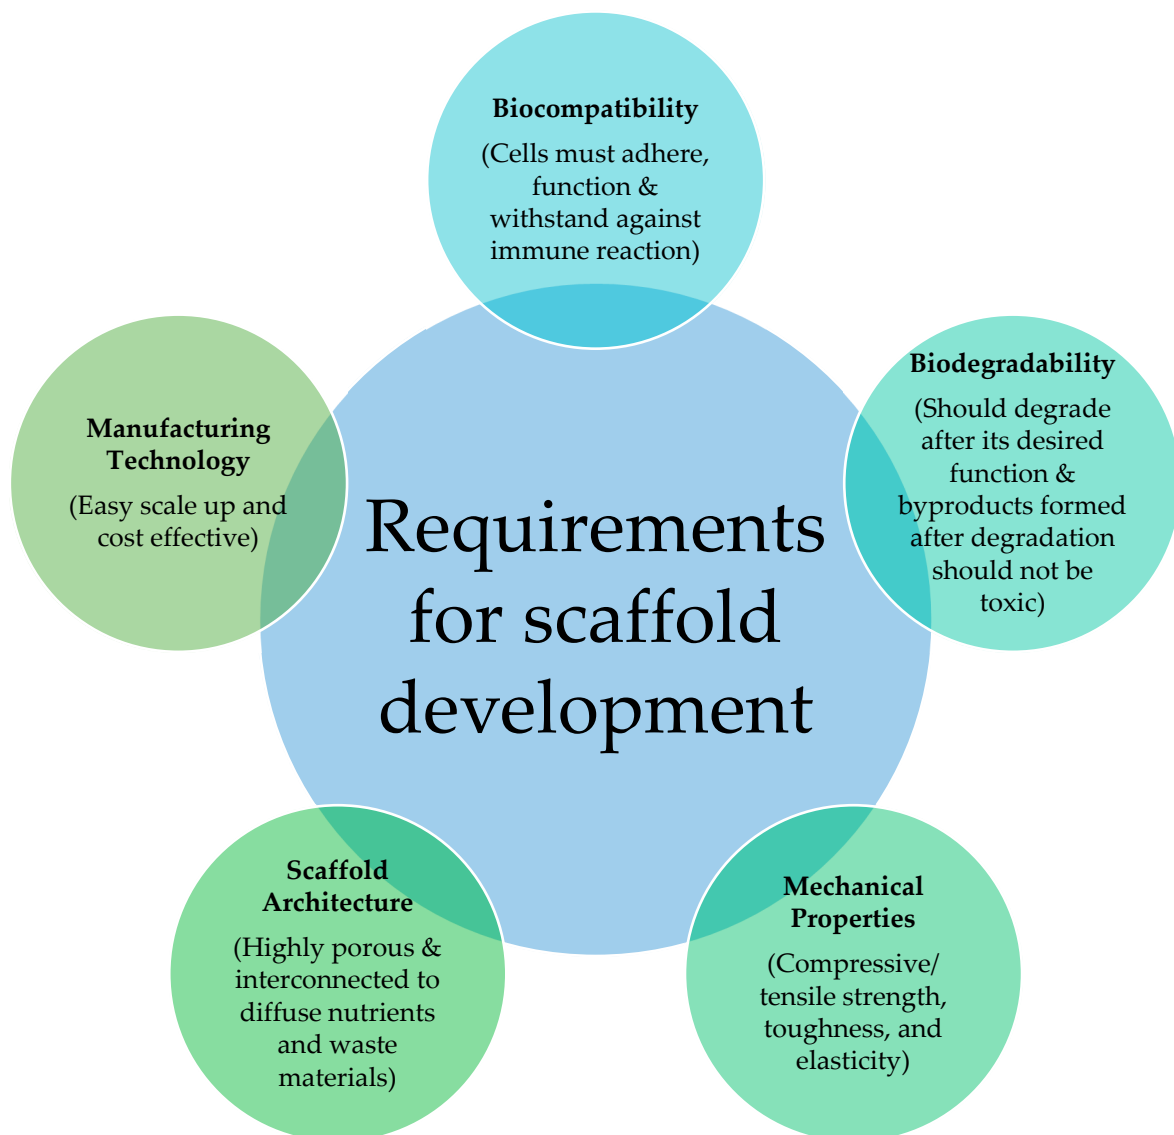 Biocompatibility
(Cells must adhere,
function &
withstand against
immune reaction)
Biodegradability
(Should degrade
after its desired
function &
byproducts formed
after degradation
should not be
toxic)
Mechanical
Properties
(Compressive/
tensile strength,
toughness, and
elasticity)
Scaffold
Architecture
(Highly porous &
interconnected to
diffuse nutrients
and waste
materials)
Manufacturing
Technology
(Easy scale up and
cost effective)
Requirements
for scaffold
development